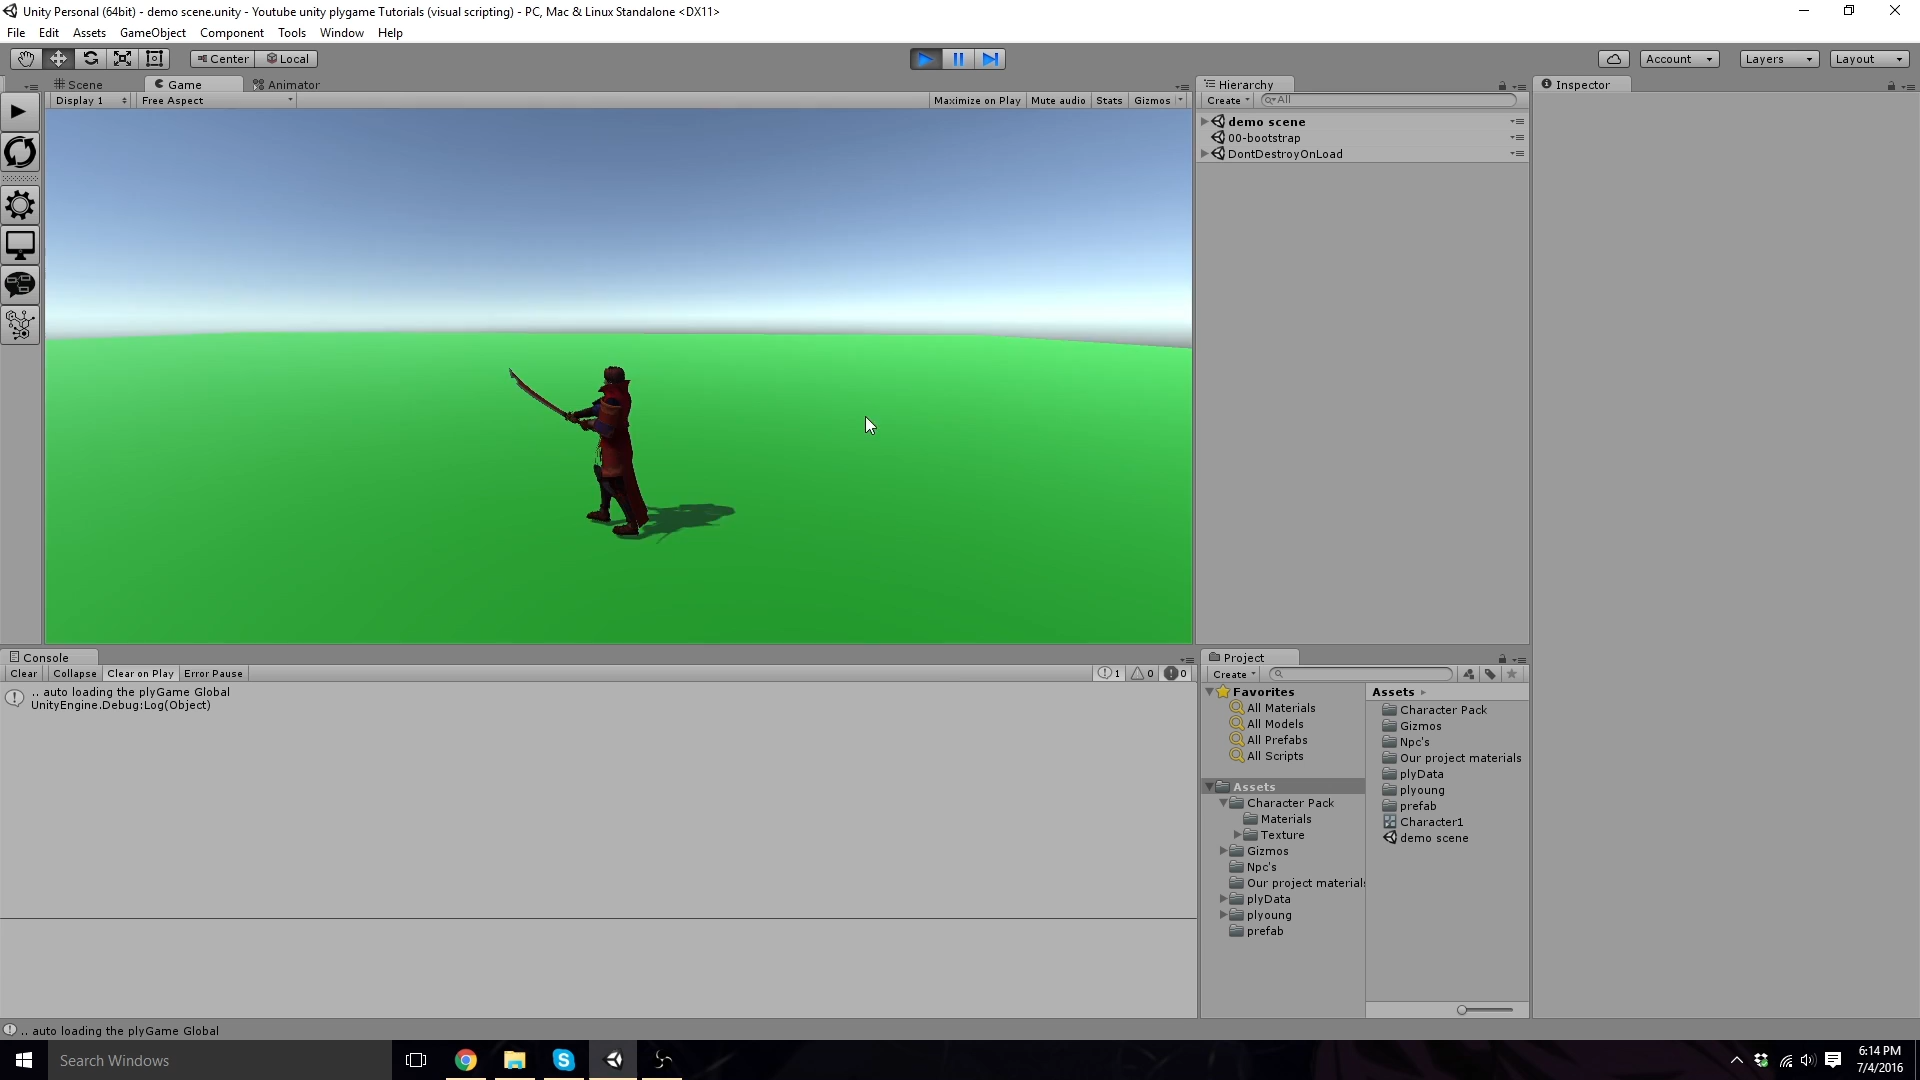 Unity Personal (64bit) - demo scene.unity - Youtube unity plygame Tutorials (visual scripting) - PC, Mac & Linux Standalone <DX11>
File Edit Assets GameObject Component Tools Window Help
Center Local Account Layers Layout
Scene Game Animator
Display 1 Free Aspect Maximize on Play Mute audio Stats Gizmos
Hierarchy
Create All
demo scene
00-bootstrap
DontDestroyOnLoad
Inspector
Console
Clear Collapse Clear on Play Error Pause 1 0 0
.. auto loading the plyGame Global
UnityEngine.Debug:Log(Object)
Project
Create
Favorites
All Materials
All Models
All Prefabs
All Scripts
Assets
Character Pack
Materials
Texture
Gizmos
Npc's
Our project materials
plyData
plyoung
prefab
Assets
Character Pack
Gizmos
Npc's
Our project materials
plyData
plyoung
prefab
Character1
demo scene
.. auto loading the plyGame Global
Search Windows
6:14 PM
7/4/2016